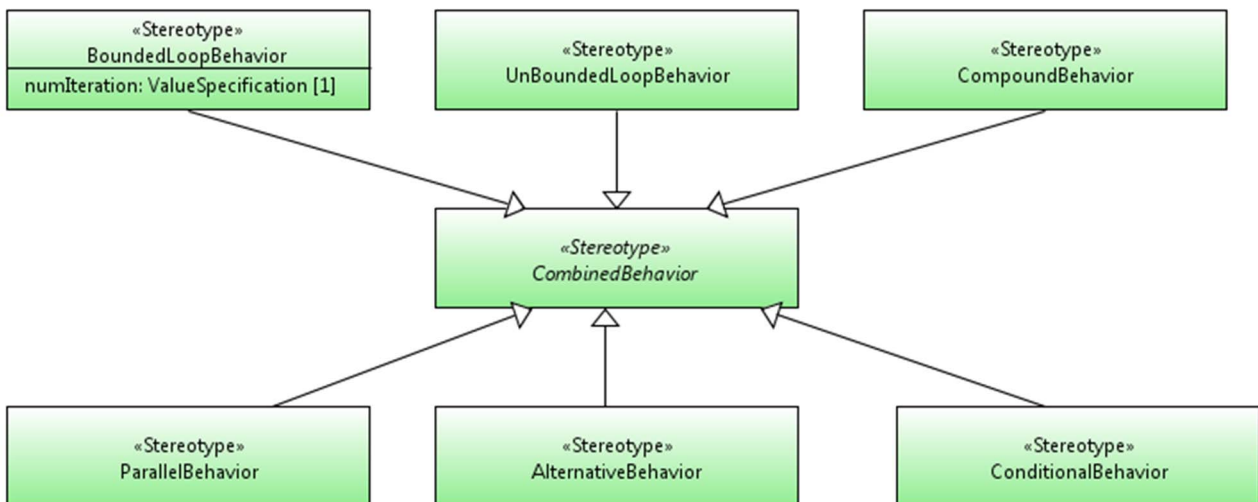 «Stereotype»
BoundedLoopBehavior
numIteration: ValueSpecification [1]
«Stereotype»
UnBoundedLoopBehavior
«Stereotype»
CompoundBehavior
«Stereotype»
CombinedBehavior
«Stereotype»
ParallelBehavior
«Stereotype»
AlternativeBehavior
«Stereotype»
ConditionalBehavior